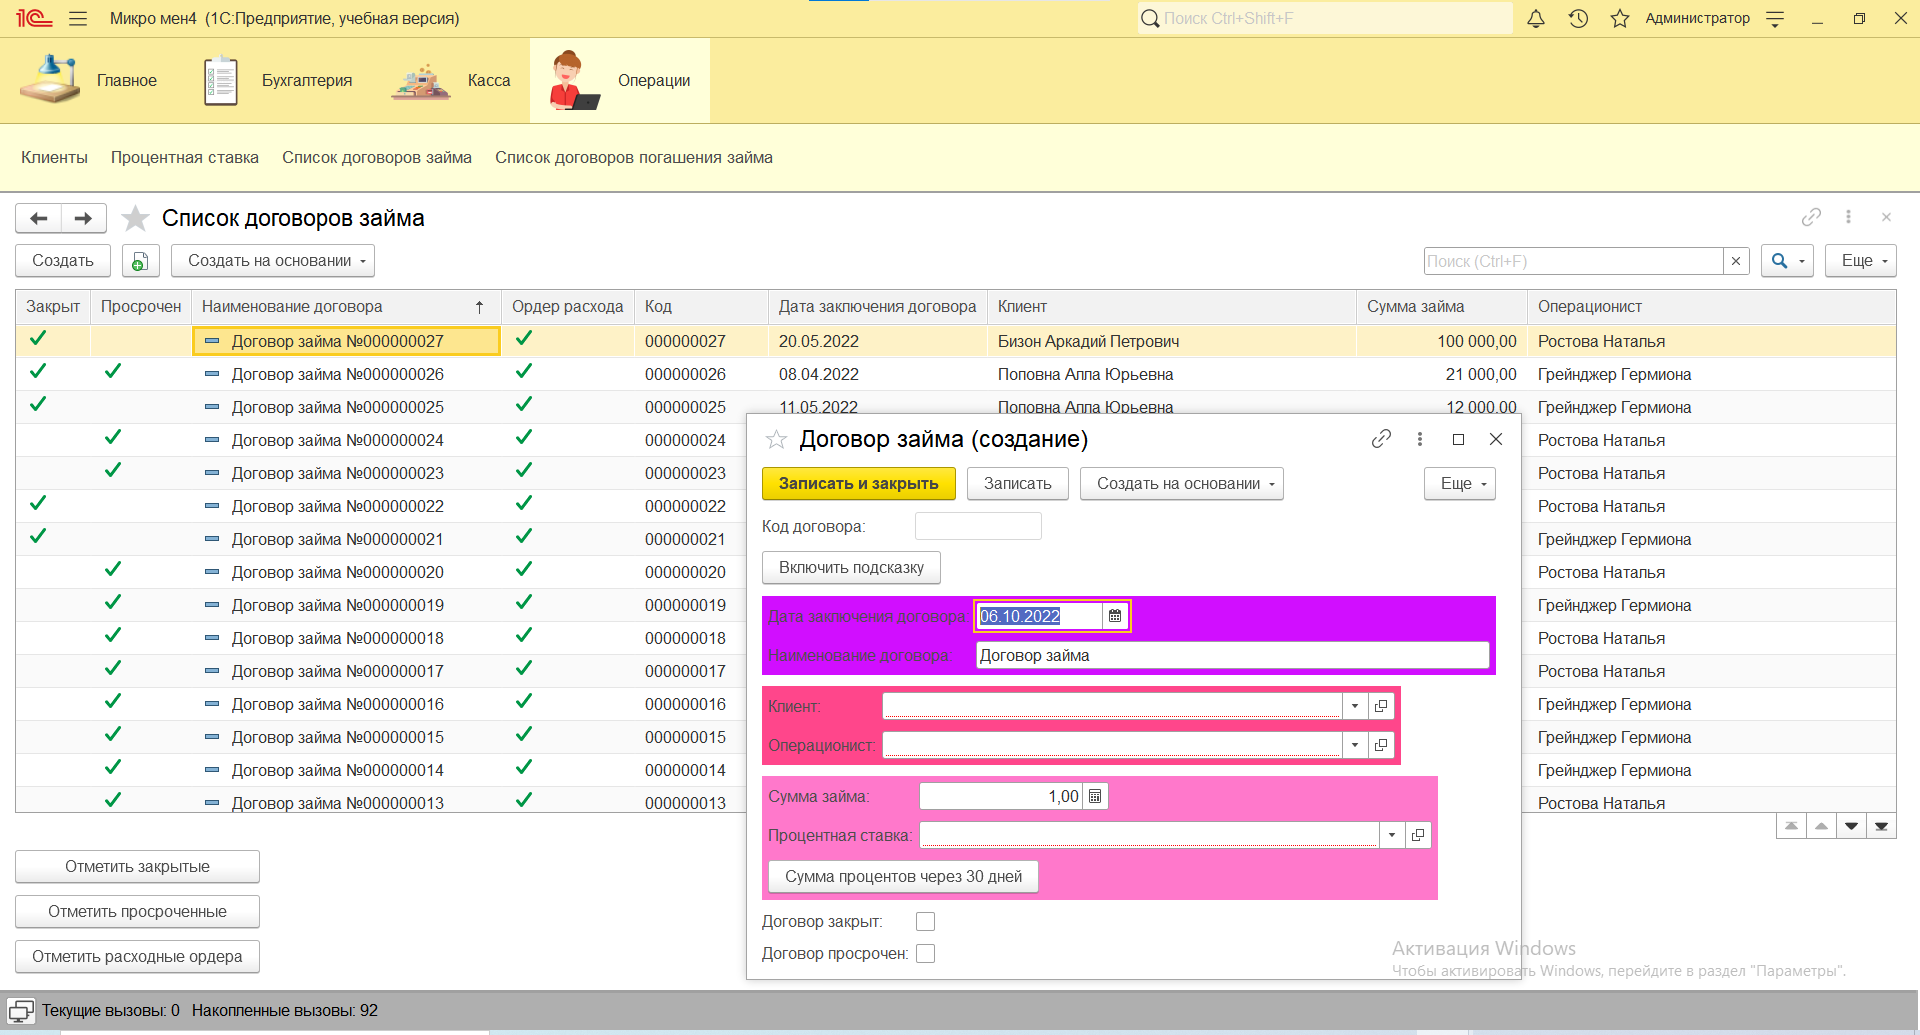 1С Микро мен4 (1С:Предприятие, учебная версия) Поиск Ctrl+Shift+F Администратор
Главное Бухгалтерия Касса Операции
Клиенты Процентная ставка Список договоров займа Список договоров погашения займа
Список договоров займа
Создать Создать на основании Поиск (Ctrl+F) × Еще
Закрыт Просрочен Наименование договора Ордер расхода Код Дата заключения договора Клиент Сумма займа Операционист
Договор займа №000000027 000000027 20.05.2022 Бизон Аркадий Петрович 100 000,00 Ростова Наталья
Договор займа №000000026 000000026 08.04.2022 Поповна Алла Юрьевна 21 000,00 Грейнджер Гермиона
Договор займа №000000025 000000025 11.05.2022 Поповна Алла Юрьевна 12 000,00 Грейнджер Гермиона
Договор займа №000000024 000000024 Ростова Наталья
Договор займа №000000023 000000023 Ростова Наталья
Договор займа №000000022 000000022 Ростова Наталья
Договор займа №000000021 000000021 Грейнджер Гермиона
Договор займа №000000020 000000020 Ростова Наталья
Договор займа №000000019 000000019 Грейнджер Гермиона
Договор займа №000000018 000000018 Ростова Наталья
Договор займа №000000017 000000017 Ростова Наталья
Договор займа №000000016 000000016 Грейнджер Гермиона
Договор займа №000000015 000000015 Грейнджер Гермиона
Договор займа №000000014 000000014 Грейнджер Гермиона
Договор займа №000000013 000000013 Ростова Наталья
Отметить закрытые
Отметить просроченные
Отметить расходные ордера
Договор займа (создание)
Записать и закрыть Записать Создать на основании Еще
Код договора:
Включить подсказку
Дата заключения договора: 06.10.2022
Наименование договора: Договор займа
Клиент:
Операционист:
Сумма займа: 1,00
Процентная ставка:
Сумма процентов через 30 дней
Договор закрыт:
Договор просрочен:
Активация Windows
Чтобы активировать Windows, перейдите в раздел "Параметры".
Текущие вызовы: 0 Накопленные вызовы: 92